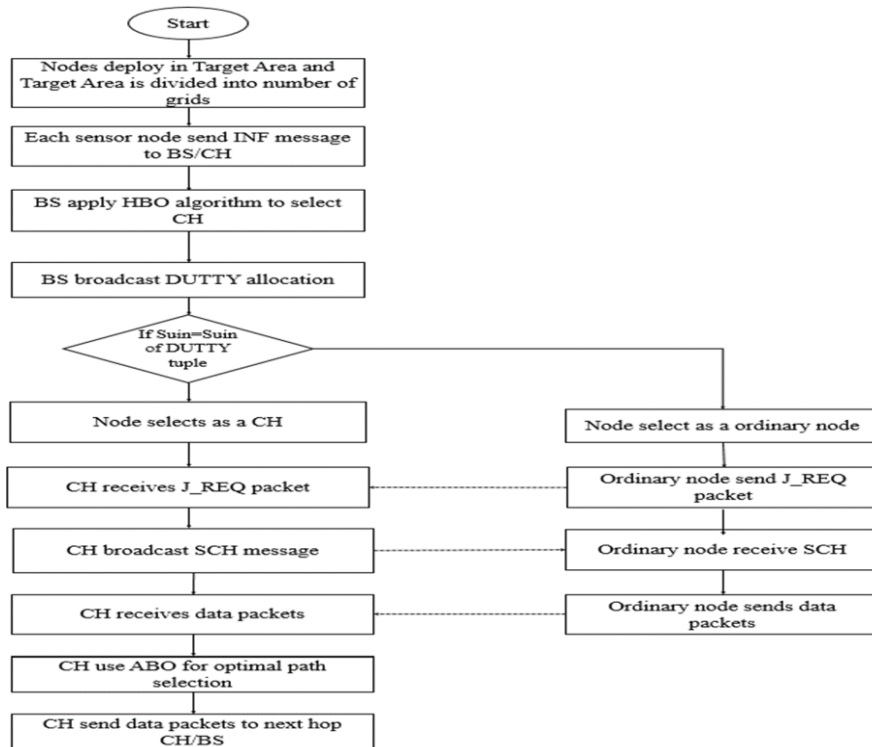 Start
Nodes deploy in Target Area and
Target Area is divided into number of
grids
Each sensor node send INF message
to BS/CH
BS apply HBO algorithm to select
CH
BS broadcast DUTTY allocation
If Suin=Suin
of DUTTY
tuple
Node selects as a CH
Node select as a ordinary node
CH receives J_REQ packet
Ordinary node send J_REQ
packet
CH broadcast SCH message
Ordinary node receive SCH
CH receives data packets
Ordinary node sends data
packets
CH use ABO for optimal path
selection
CH send data packets to next hop
CH/BS